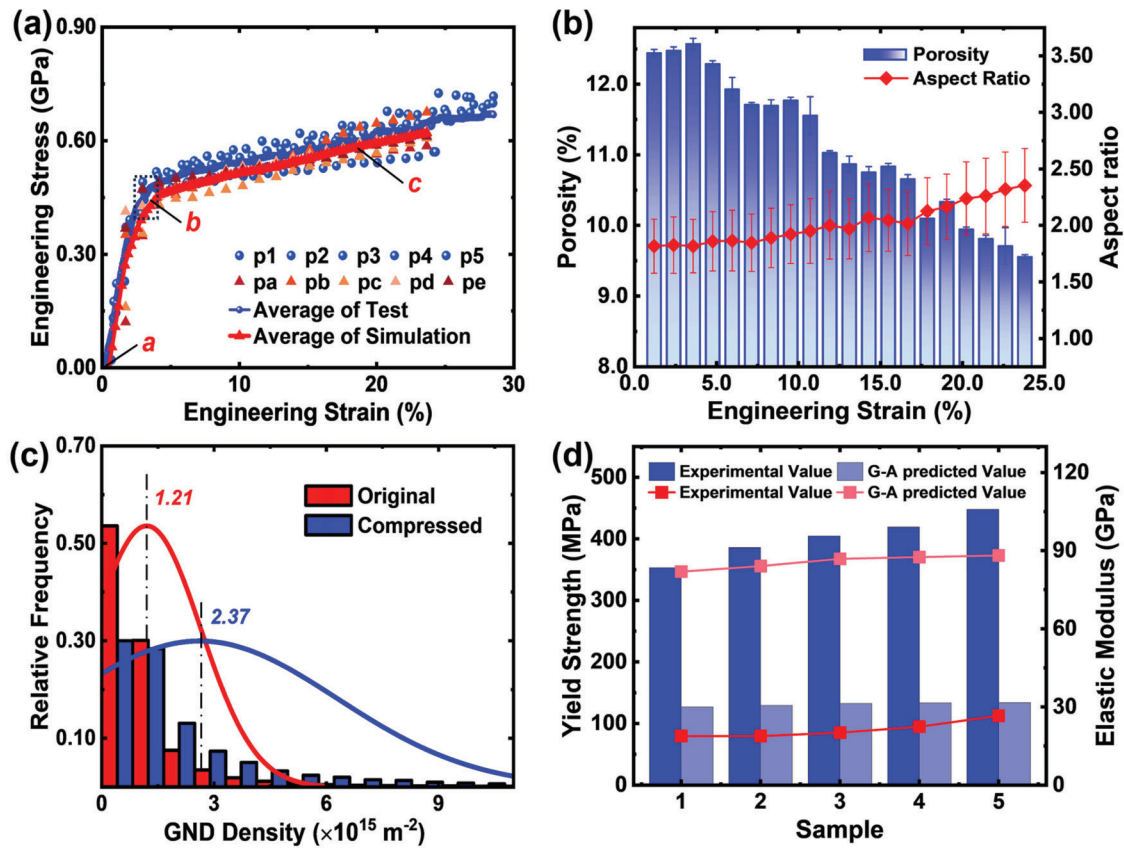 (a)
Engineering Stress (GPa)
0.90
0.60
0.30
0.00
a
b
c
p1 p2 p3 p4 p5
pa pb pc pd pe
Average of Test
Average of Simulation
0 10 20 30
Engineering Strain (%)
(b)
Porosity (%)
12.0
11.0
10.0
9.0
8.0
Porosity
Aspect Ratio
3.50
3.00
2.50
2.00
1.50
1.00
Aspect ratio
0.0 5.0 10.0 15.0 20.0 25.0
Engineering Strain (%)
(c)
Relative Frequency
0.70
0.50
0.30
0.10
1.21
2.37
Original
Compressed
0 3 6 9
GND Density (×10¹⁵ m⁻²)
(d)
Yield Strength (MPa)
500
400
300
200
100
0
Experimental Value G-A predicted Value
Experimental Value G-A predicted Value
120
90
60
30
0
Elastic Modulus (GPa)
1 2 3 4 5
Sample